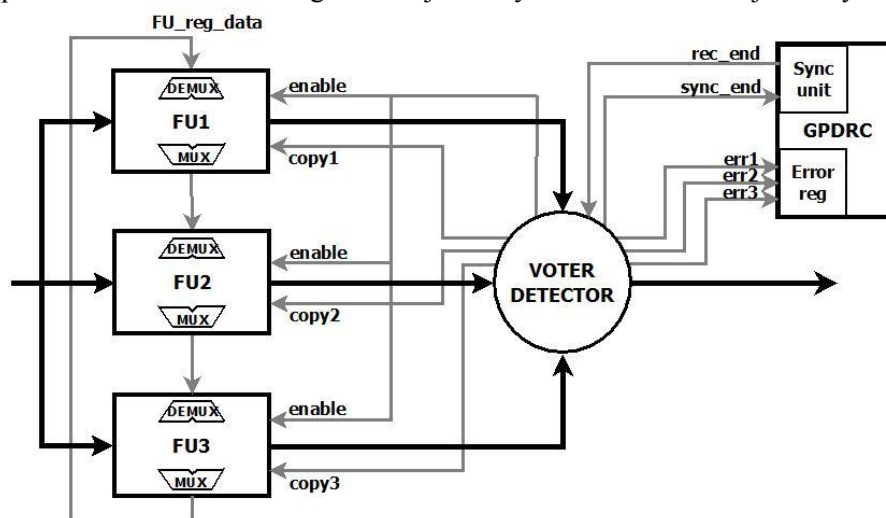 FU_reg_data
rec_end
Sync
unit
sync_end
GPDRC
DEMUX
enable
FU1
MUX
copy1
err1
err2
err3
Error
reg
DEMUX
enable
FU2
MUX
copy2
VOTER
DETECTOR
DEMUX
enable
FU3
MUX
copy3